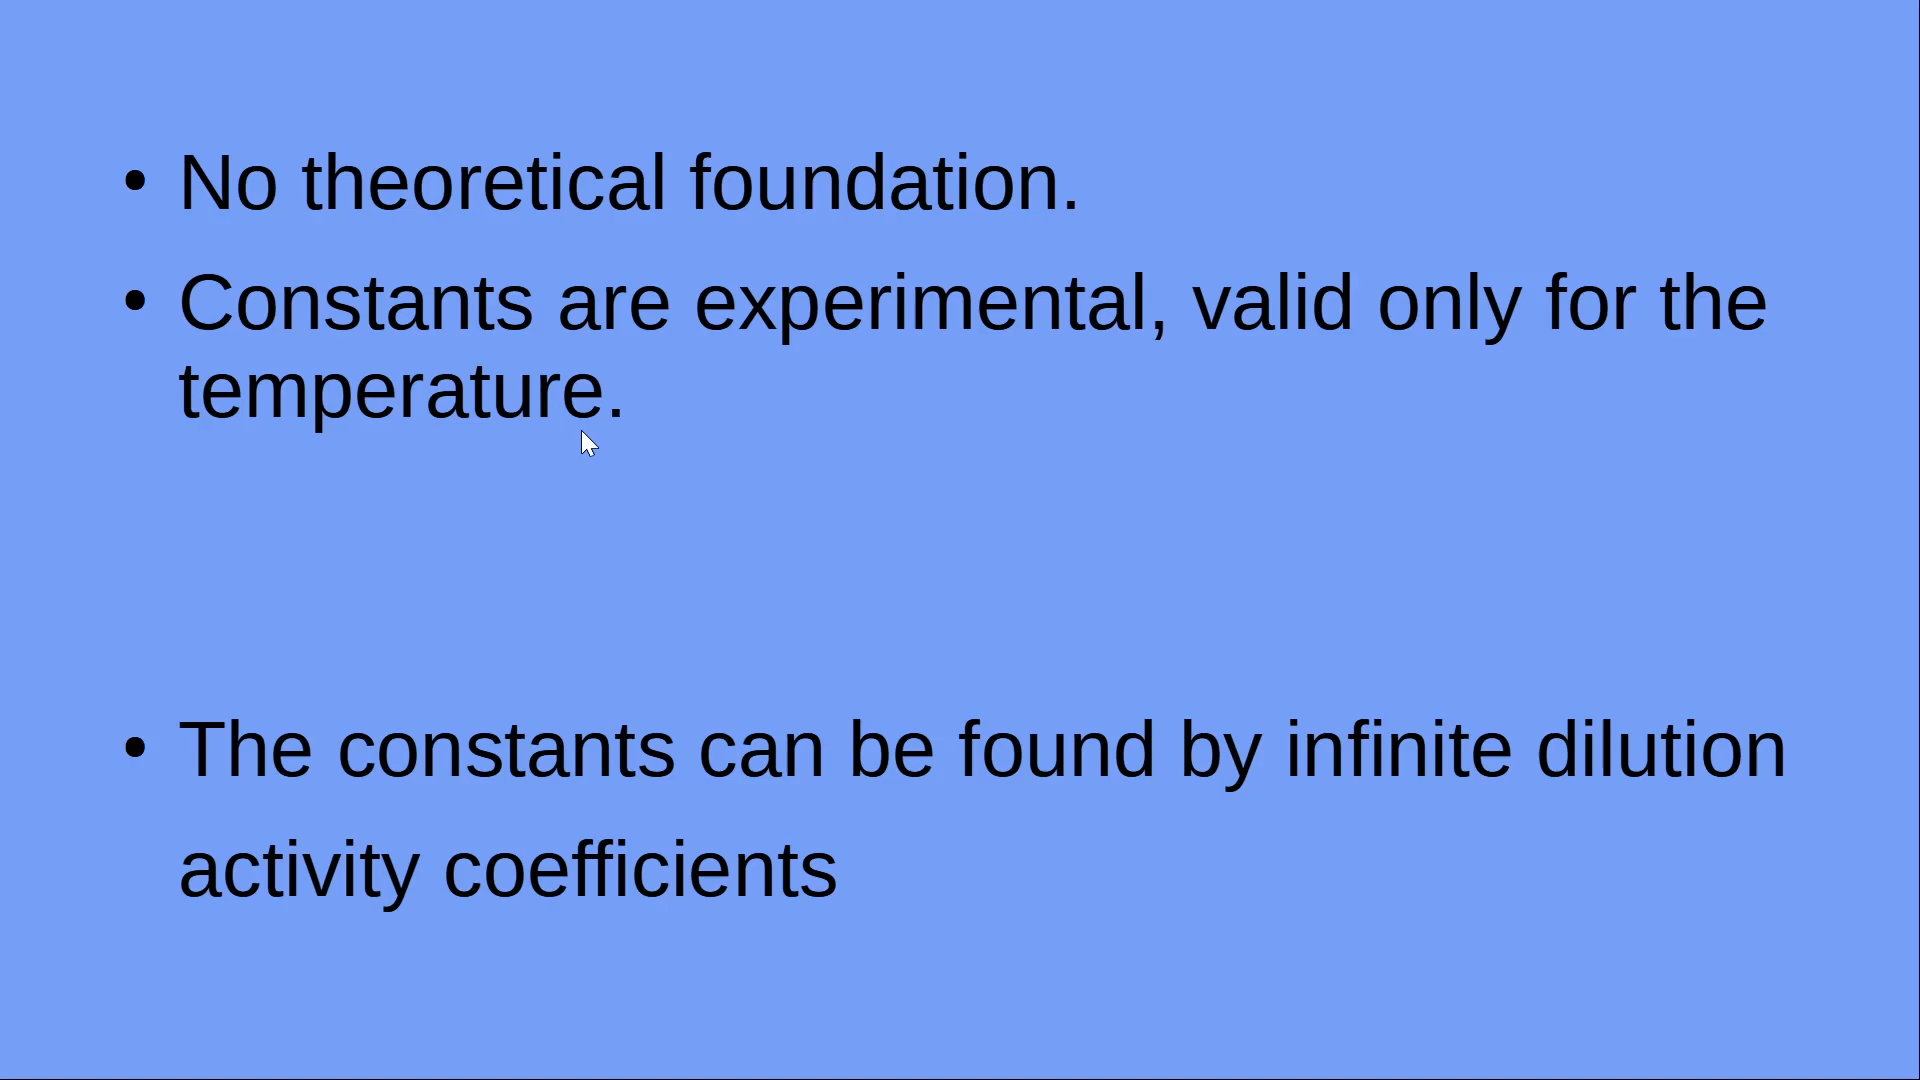 • No theoretical foundation.
• Constants are experimental, valid only for the
temperature.
• The constants can be found by infinite dilution
activity coefficients